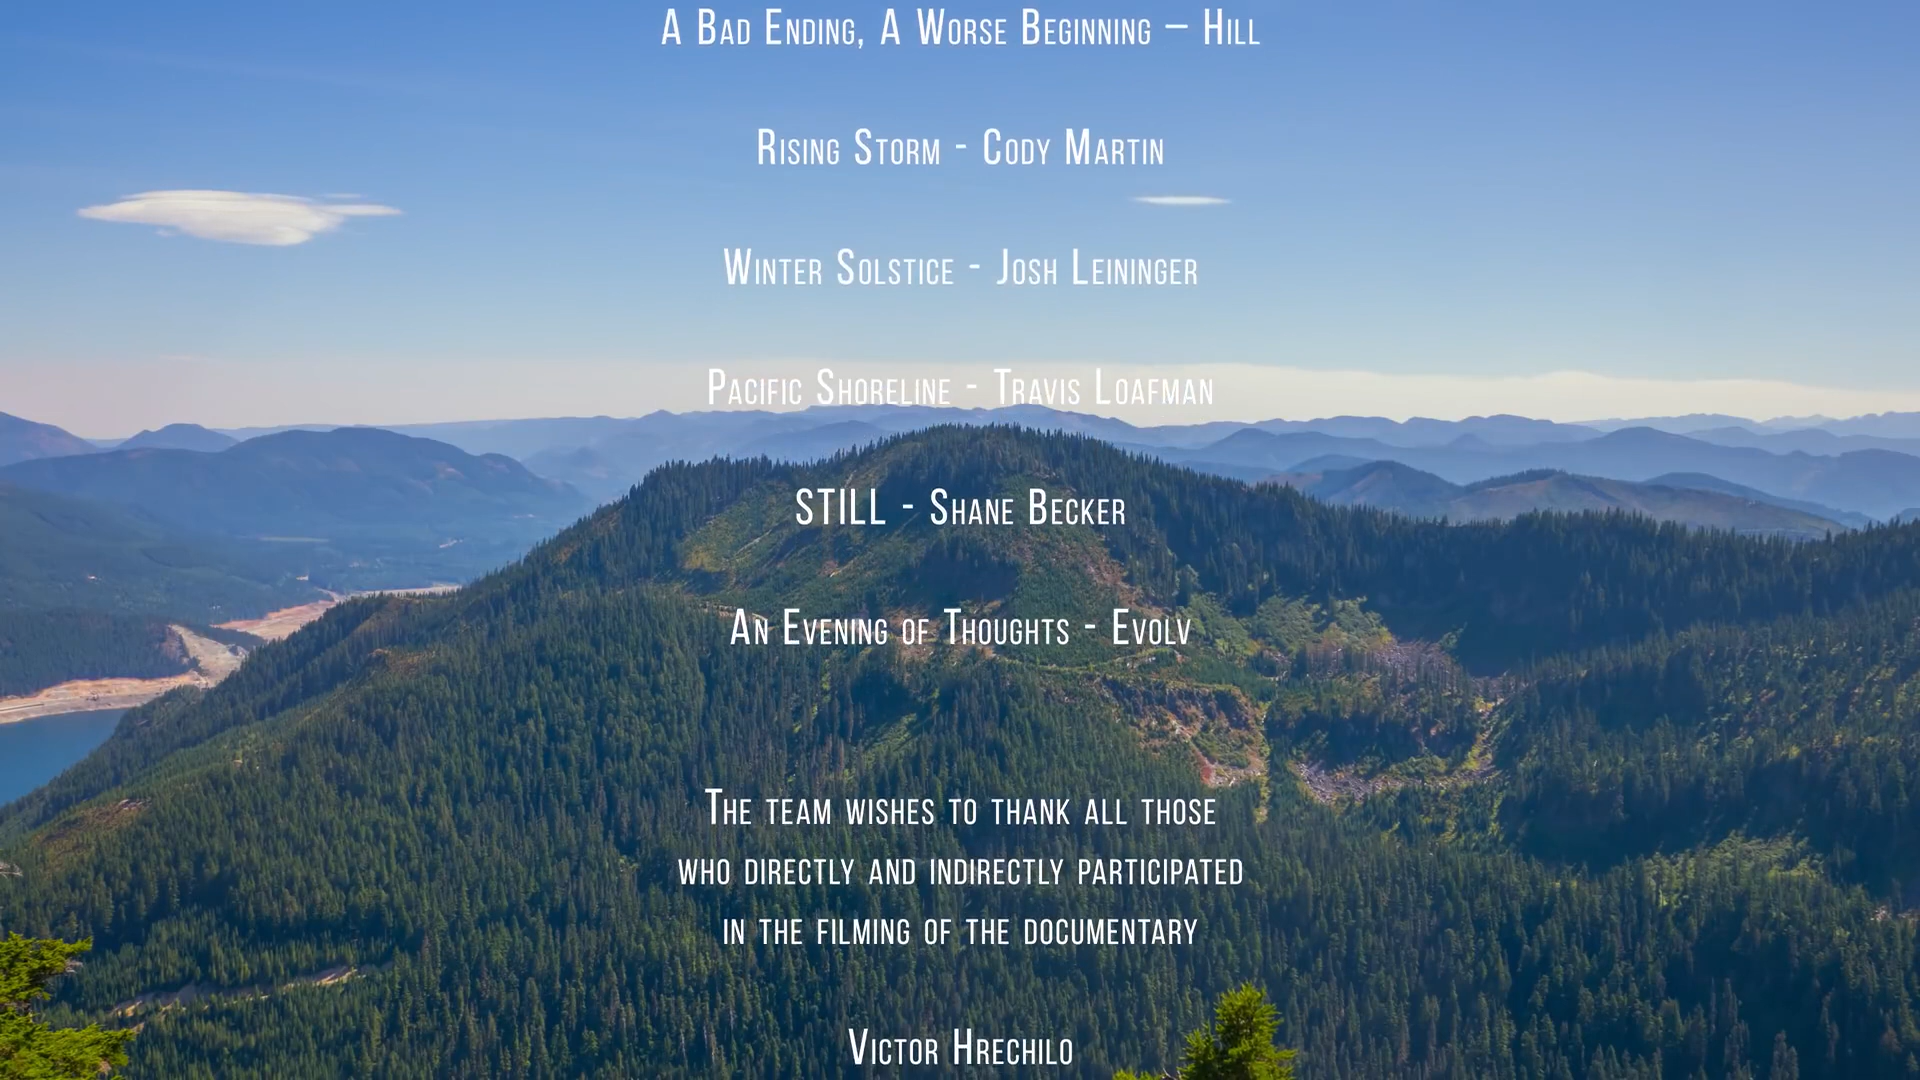 A Bad Ending, A Worse Beginning – Hill
Rising Storm - Cody Martin
Winter Solstice - Josh Leininger
Pacific Shoreline - Travis Loafman
STILL - Shane Becker
An Evening of Thoughts - Evolv
The team wishes to thank all those
who directly and indirectly participated
in the filming of the documentary
Victor Hrechilo